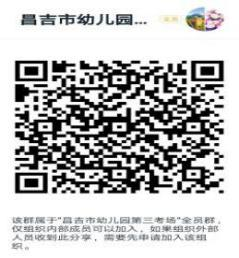 昌吉市幼儿园...
全员
该群属于“昌吉市幼儿园第三考场”全员群，
仅组织内部成员可以加入，如果组织外部
人员收到此分享，需要先申请加入该组
织。